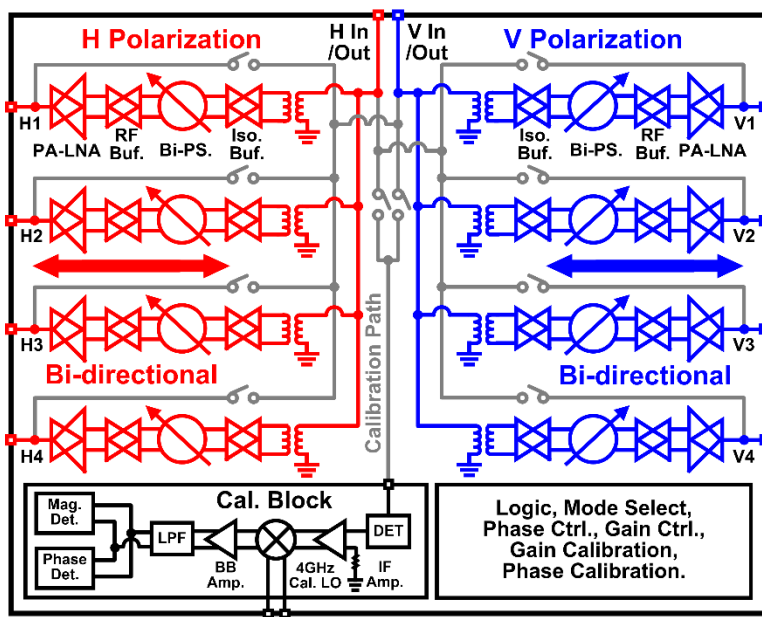 H Polarization
H In
/Out
V In
/Out
V Polarization
H1
PA-LNA
RF
Buf.
Bi-PS.
Iso.
Buf.
Iso.
Buf.
Bi-PS.
RF
Buf.
PA-LNA
V1
H2
V2
H3
V3
Bi-directional
Calibration Path
Bi-directional
H4
V4
Cal. Block
Mag.
Det.
Phase
Det.
LPF
BB
Amp.
4GHz
Cal. LO
IF
Amp.
DET
Logic, Mode Select,
Phase Ctrl., Gain Ctrl.,
Gain Calibration,
Phase Calibration.